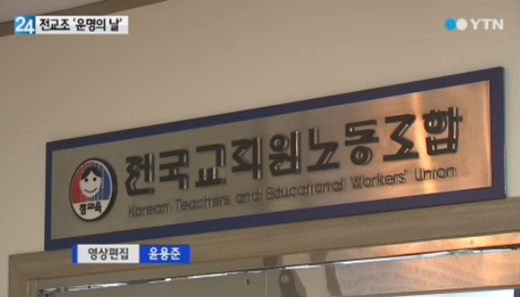 24 전교조 '운명의 날'
YTN
전국교직원노동조합
Korean Teachers and Educational Workers' Union
참교육
영상편집 윤용준